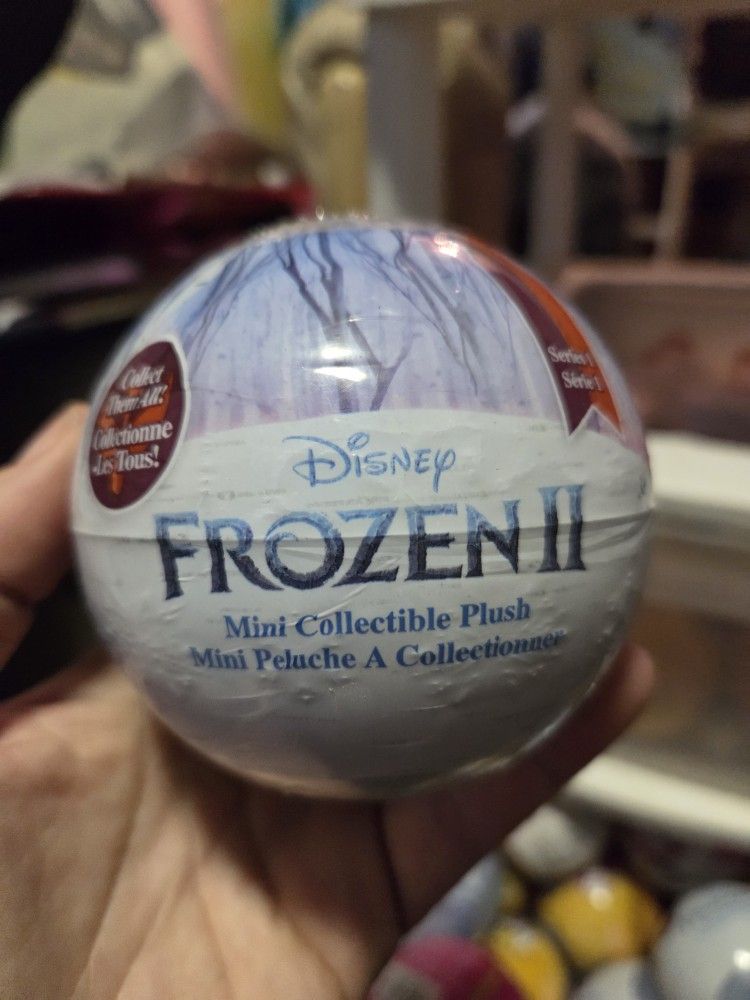 Collect
Them All!
Collectionne
Les Tous!
Series 1
Série 1
Disney
FROZEN II
Mini Collectible Plush
Mini Peluche A Collectionner